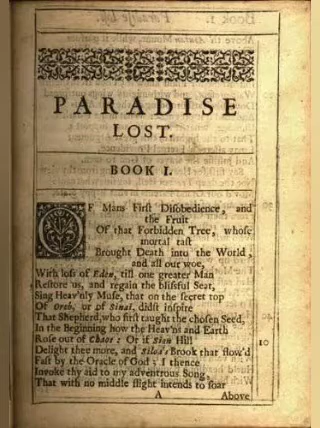 PARADISE
LOST.
BOOK I.
OF Mans First Disobedience, and
the Fruit
Of that Forbidden Tree, whose
mortal tast
Brought Death into the World,
and all our woe,
With loss of Eden, till one greater Man
Restore us, and regain the blissful Seat,
Sing Heav'nly Muse, that on the secret top
Of Oreb, or of Sinai, didst inspire
That Shepherd, who first taught the chosen Seed,
In the Beginning how the Heav'ns and Earth
Rose out of Chaos: Or if Sion Hill 10
Delight thee more, and Siloa's Brook that flow'd
Fast by the Oracle of God; I thence
Invoke thy aid to my adventrous Song,
That with no middle flight intends to soar
A Above